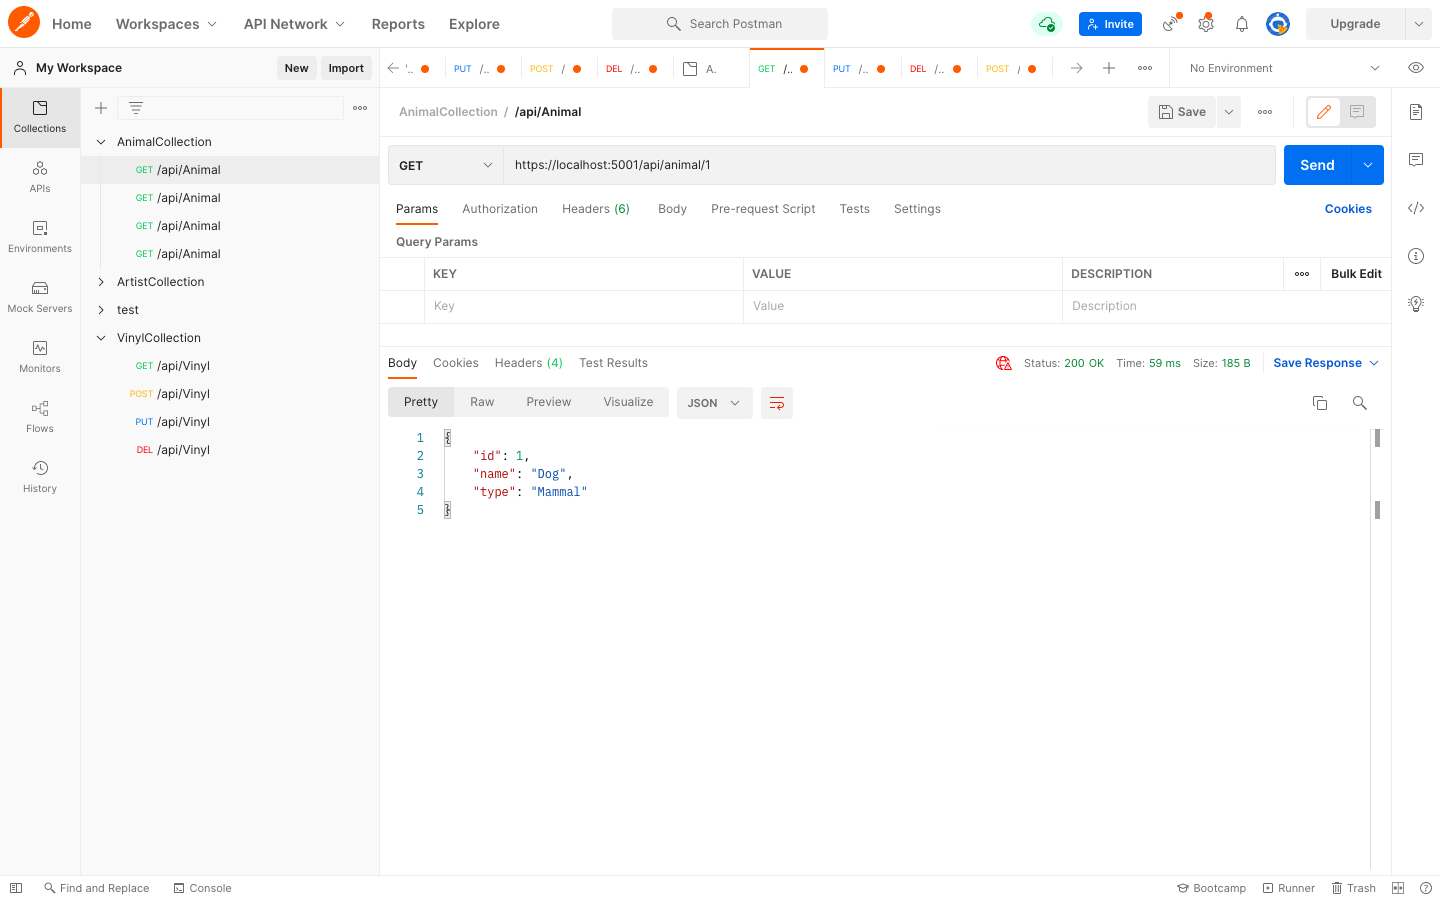 Home Workspaces API Network Reports Explore Search Postman Invite Upgrade
My Workspace New Import
'.. PUT /.. POST / DEL /.. A. GET /.. PUT /.. DEL /.. POST / No Environment
Collections
APIs
Environments
Mock Servers
Monitors
Flows
History
AnimalCollection
GET /api/Animal
GET /api/Animal
GET /api/Animal
GET /api/Animal
ArtistCollection
test
VinylCollection
GET /api/Vinyl
POST /api/Vinyl
PUT /api/Vinyl
DEL /api/Vinyl
AnimalCollection / /api/Animal Save
GET https://localhost:5001/api/animal/1 Send
Params Authorization Headers (6) Body Pre-request Script Tests Settings Cookies
Query Params
KEY VALUE DESCRIPTION Bulk Edit
Key Value Description
Body Cookies Headers (4) Test Results Status: 200 OK Time: 59 ms Size: 185 B Save Response
Pretty Raw Preview Visualize JSON
1 {
2 "id": 1,
3 "name": "Dog",
4 "type": "Mammal"
5 }
Find and Replace Console Bootcamp Runner Trash